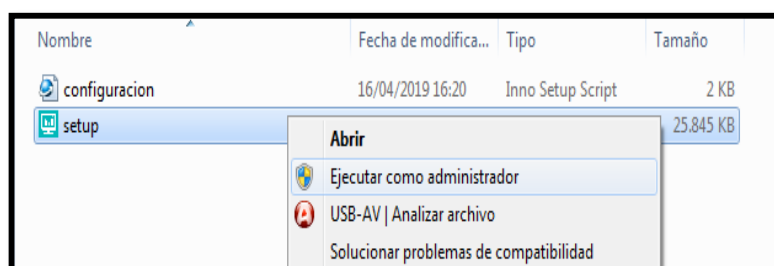 Nombre Fecha de modifica... Tipo Tamaño
configuracion 16/04/2019 16:20 Inno Setup Script 2 KB
setup 25.845 KB
Abrir
Ejecutar como administrador
USB-AV | Analizar archivo
Solucionar problemas de compatibilidad